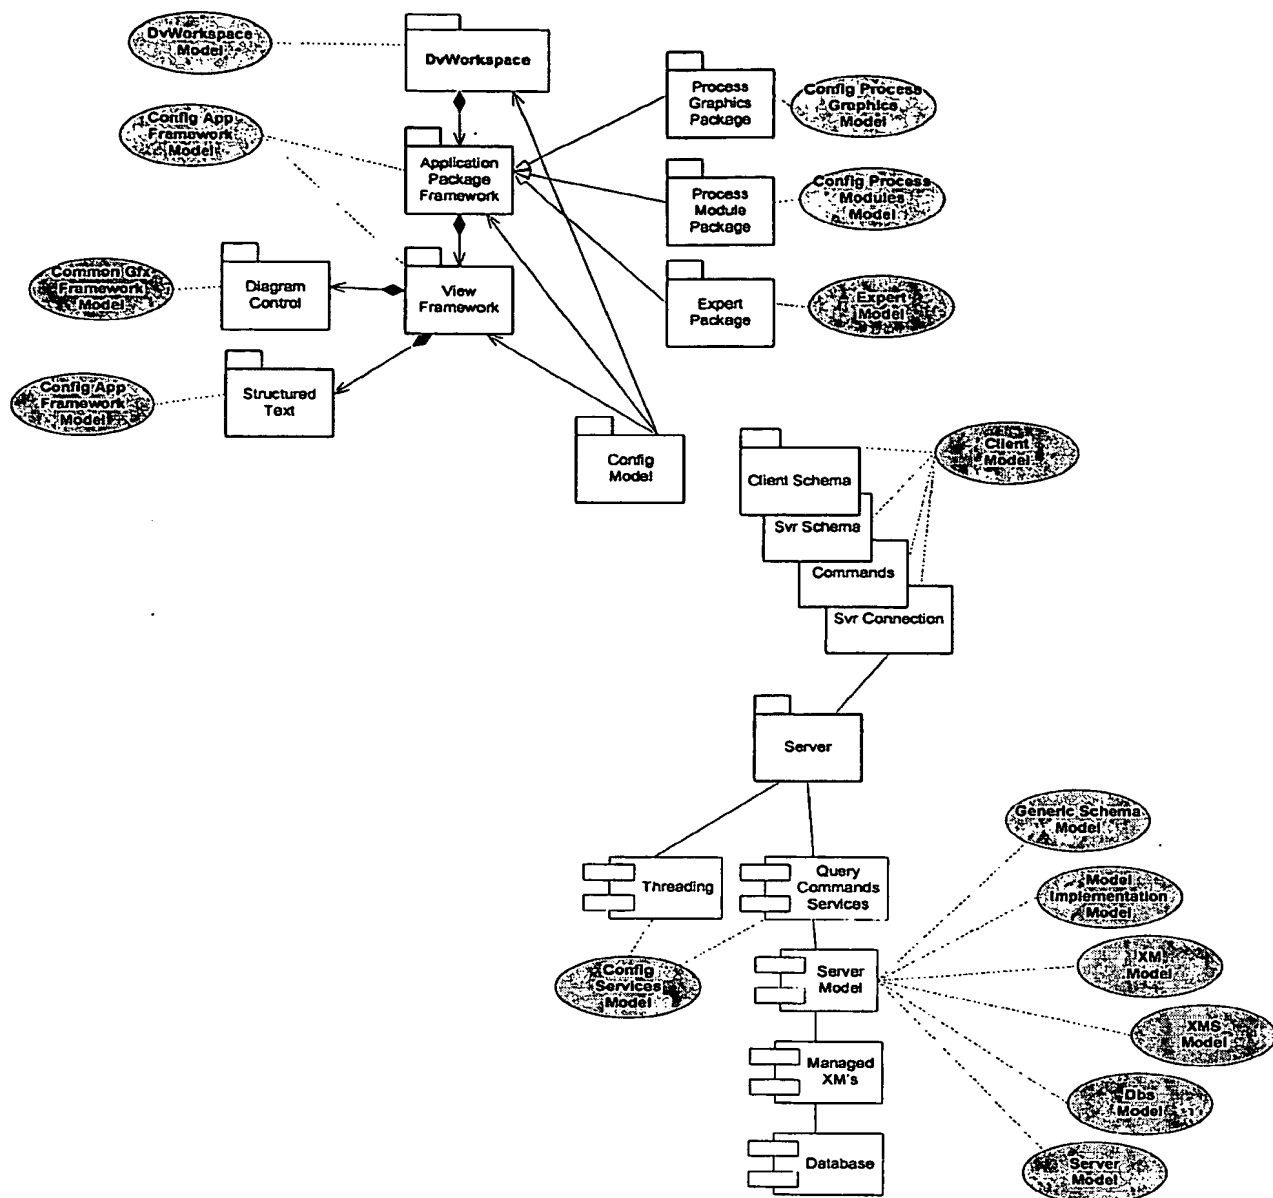 DvWorkspace
Model
DvWorkspace
Config App
Framework
Model
Application
Package
Framework
Process
Graphics
Package
Config Process
Graphics
Model
Process
Module
Package
Config Process
Modules
Model
Common Gfx
Framework
Model
Diagram
Control
View
Framework
Expert
Package
Expert
Model
Config App
Framework
Model
Structured
Text
Config
Model
Client Schema
Client
Model
Svr Schema
Commands
Svr Connection
Server
Generic Schema
Model
Threading
Query
Commands
Services
Model
Implementation
Model
Config
Services
Model
Server
Model
XM
Model
XMS
Model
Managed
XM's
Dbs
Model
Database
Server
Model